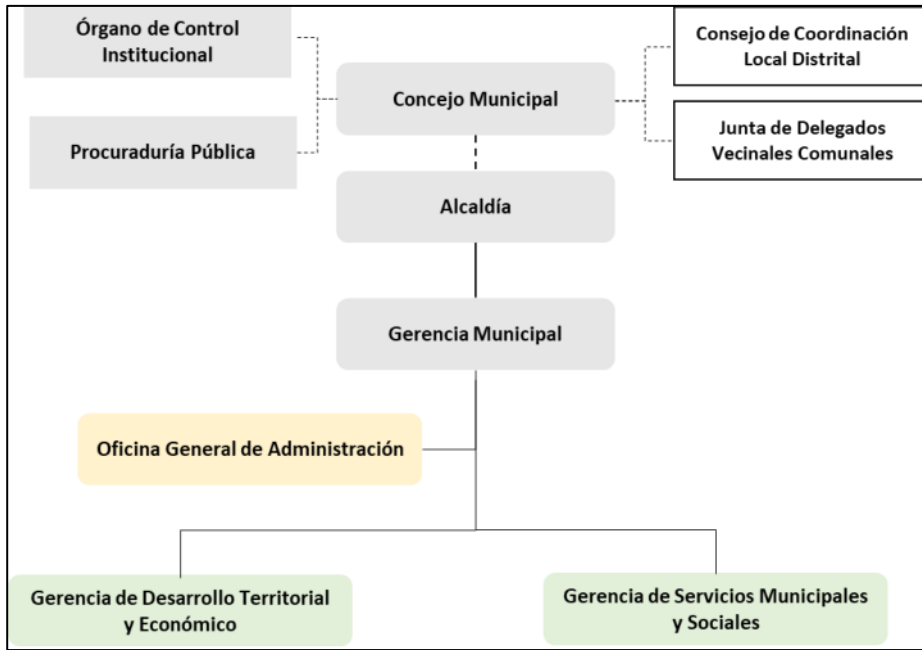 Órgano de Control
Institucional
Consejo de Coordinación
Local Distrital
Concejo Municipal
Procuraduría Pública
Junta de Delegados
Vecinales Comunales
Alcaldía
Gerencia Municipal
Oficina General de Administración
Gerencia de Desarrollo Territorial
y Económico
Gerencia de Servicios Municipales
y Sociales